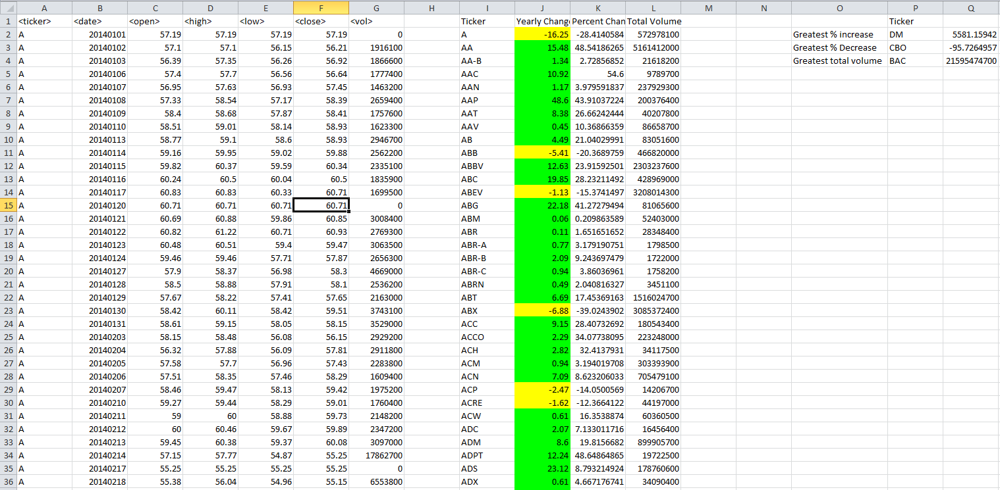 A B C D E F G H I J K L M N O P Q
1 <ticker> <date> <open> <high> <low> <close> <vol> Ticker Yearly Chang Percent Chan Total Volume Ticker
2 A 20140101 57.19 57.19 57.19 57.19 0 A -16.25 -28.4140584 572978100 Greatest % increase DM 5581.15942
3 A 20140102 57.1 57.1 56.15 56.21 1916100 AA 15.48 48.54186265 5161412000 Greatest % Decrease CBO -95.7264957
4 A 20140103 56.39 57.35 56.26 56.92 1866600 AA-B 1.34 2.72856852 21618200 Greatest total volume BAC 21595474700
5 A 20140106 57.4 57.7 56.56 56.64 1777400 AAC 10.92 54.6 9789700
6 A 20140107 56.95 57.63 56.93 57.45 1463200 AAN 1.17 3.979591837 237929300
7 A 20140108 57.33 58.54 57.17 58.39 2659400 AAP 48.6 43.91037224 200376400
8 A 20140109 58.4 58.68 57.87 58.41 1757600 AAT 8.38 26.66242444 40207800
9 A 20140110 58.51 59.01 58.14 58.93 1623300 AAV 0.45 10.36866359 86658700
10 A 20140113 58.77 59.1 58.6 58.93 2946700 AB 4.49 21.04029991 83051600
11 A 20140114 59.16 59.95 59.02 59.88 2562200 ABB -5.41 -20.3689759 466820000
12 A 20140115 59.82 60.37 59.59 60.34 2335100 ABBV 12.63 23.91592501 2303237600
13 A 20140116 60.24 60.5 60.04 60.5 1835900 ABC 19.85 28.23211492 428969000
14 A 20140117 60.83 60.83 60.33 60.71 1699500 ABEV -1.13 -15.3741497 3208014300
15 A 20140120 60.71 60.71 60.71 60.71 0 ABG 22.18 41.27279494 81065600
16 A 20140121 60.69 60.88 59.86 60.85 3008400 ABM 0.06 0.209863589 52403000
17 A 20140122 60.82 61.22 60.71 60.93 2769300 ABR 0.11 1.651651652 28348400
18 A 20140123 60.48 60.51 59.4 59.47 3063500 ABR-A 0.77 3.179190751 1798500
19 A 20140124 59.46 59.46 57.71 57.87 2656300 ABR-B 2.09 9.243697479 1722000
20 A 20140127 57.9 58.37 56.98 58.3 4669000 ABR-C 0.94 3.86036961 1758200
21 A 20140128 58.5 58.88 57.91 58.1 2536200 ABRN 0.49 2.040816327 3451100
22 A 20140129 57.67 58.22 57.41 57.65 2163000 ABT 6.69 17.45369163 1516024700
23 A 20140130 58.42 60.11 58.42 59.51 3743100 ABX -6.88 -39.0243902 3085372400
24 A 20140131 58.61 59.15 58.05 58.15 3529000 ACC 9.15 28.40732692 180543400
25 A 20140203 58.15 58.48 56.08 56.15 2929200 ACCO 2.29 34.07738095 223248000
26 A 20140204 56.32 57.88 56.09 57.81 2911800 ACH 2.82 32.4137931 34117500
27 A 20140205 57.58 57.7 56.96 57.43 2283800 ACM 0.94 3.194019708 303393900
28 A 20140206 57.51 58.35 57.46 58.29 1609400 ACN 7.09 8.623206033 705479100
29 A 20140207 58.46 59.47 58.13 59.42 1975200 ACP -2.47 -14.0500569 14206700
30 A 20140210 59.27 59.44 58.29 59.01 1760400 ACRE -1.62 -12.3664122 44197000
31 A 20140211 59 60 58.88 59.73 2148200 ACW 0.61 16.3538874 60360500
32 A 20140212 60 60.46 59.67 59.89 2347200 ADC 2.07 7.133011716 16456400
33 A 20140213 59.45 60.38 59.37 60.08 3097000 ADM 8.6 19.8156682 899905700
34 A 20140214 57.15 57.77 54.87 55.25 17862700 ADPT 12.24 48.64864865 19722500
35 A 20140217 55.25 55.25 55.25 55.25 0 ADS 23.12 8.793214924 178760600
36 A 20140218 55.38 56.04 54.96 55.15 6553800 ADX 0.61 4.667176741 34090400